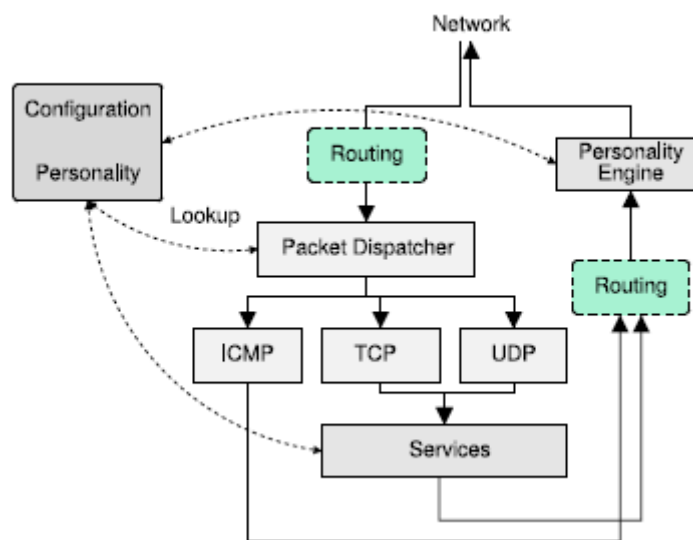 Network
Configuration
Personality
Routing
Personality
Engine
Lookup
Packet Dispatcher
Routing
ICMP
TCP
UDP
Services